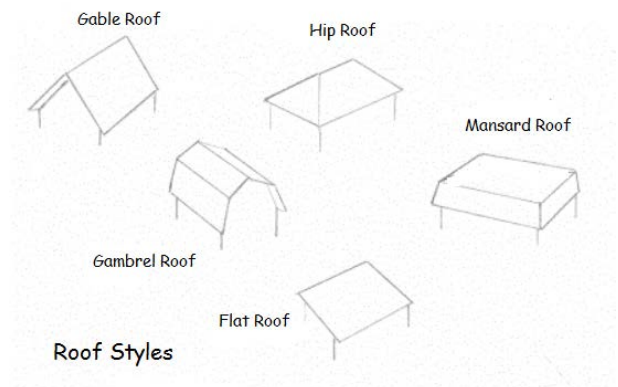 Gable Roof
Hip Roof
Mansard Roof
Gambrel Roof
Flat Roof
Roof Styles